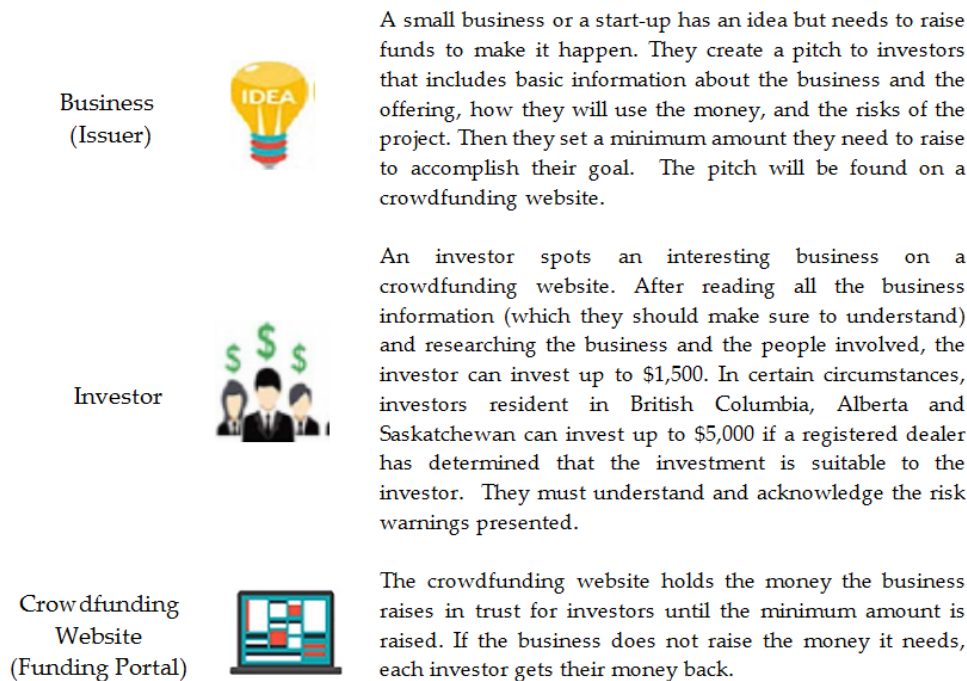 Business
(Issuer)
IDEA
A small business or a start-up has an idea but needs to raise
funds to make it happen. They create a pitch to investors
that includes basic information about the business and the
offering, how they will use the money, and the risks of the
project. Then they set a minimum amount they need to raise
to accomplish their goal. The pitch will be found on a
crowdfunding website.
Investor
$ $ $
An investor spots an interesting business on a
crowdfunding website. After reading all the business
information (which they should make sure to understand)
and researching the business and the people involved, the
investor can invest up to $1,500. In certain circumstances,
investors resident in British Columbia, Alberta and
Saskatchewan can invest up to $5,000 if a registered dealer
has determined that the investment is suitable to the
investor. They must understand and acknowledge the risk
warnings presented.
Crowdfunding
Website
(Funding Portal)
The crowdfunding website holds the money the business
raises in trust for investors until the minimum amount is
raised. If the business does not raise the money it needs,
each investor gets their money back.